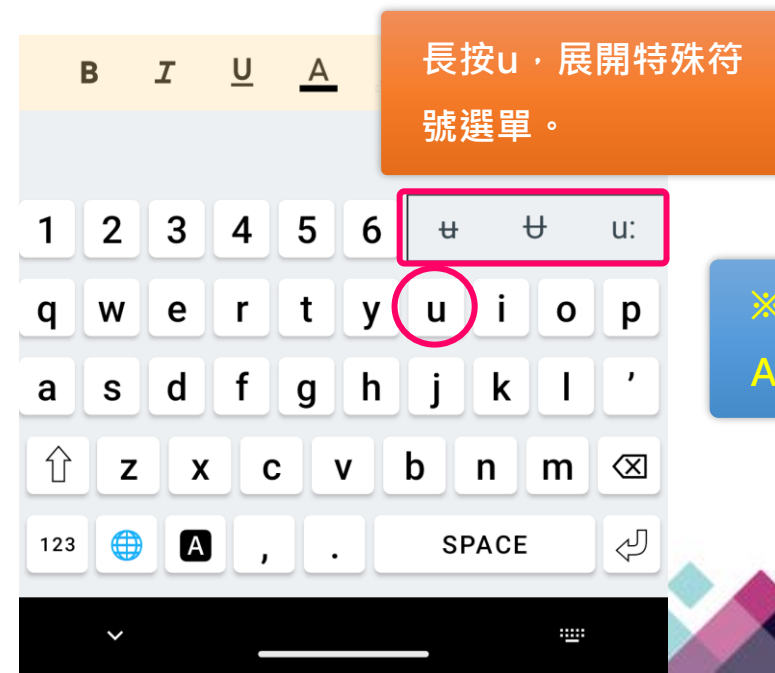 B I U A
長按u，展開特殊符
號選單。
1 2 3 4 5 6 ʉ Ʉ u:
q w e r t y u i o p
※
A
a s d f g h j k l ’
z x c v b n m
123 A , . SPACE